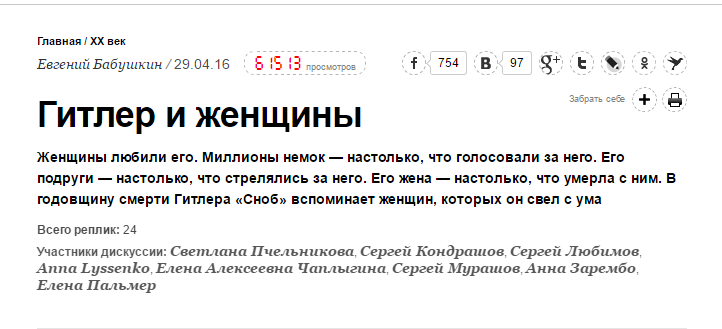 Главная / XX век
Евгений Бабушкин / 29.04.16 61513 просмотров f 754 B 97 g+ t
Забрать себе +
Гитлер и женщины
Женщины любили его. Миллионы немок — настолько, что голосовали за него. Его
подруги — настолько, что стрелялись за него. Его жена — настолько, что умерла с ним. В
годовщину смерти Гитлера «Сноб» вспоминает женщин, которых он свел с ума
Всего реплик: 24
Участники дискуссии: Светлана Пчельникова, Сергей Кондрашов, Сергей Любимов,
Anna Lyssenko, Елена Алексеевна Чаплыгина, Сергей Мурашов, Анна Зарембо,
Елена Пальмер